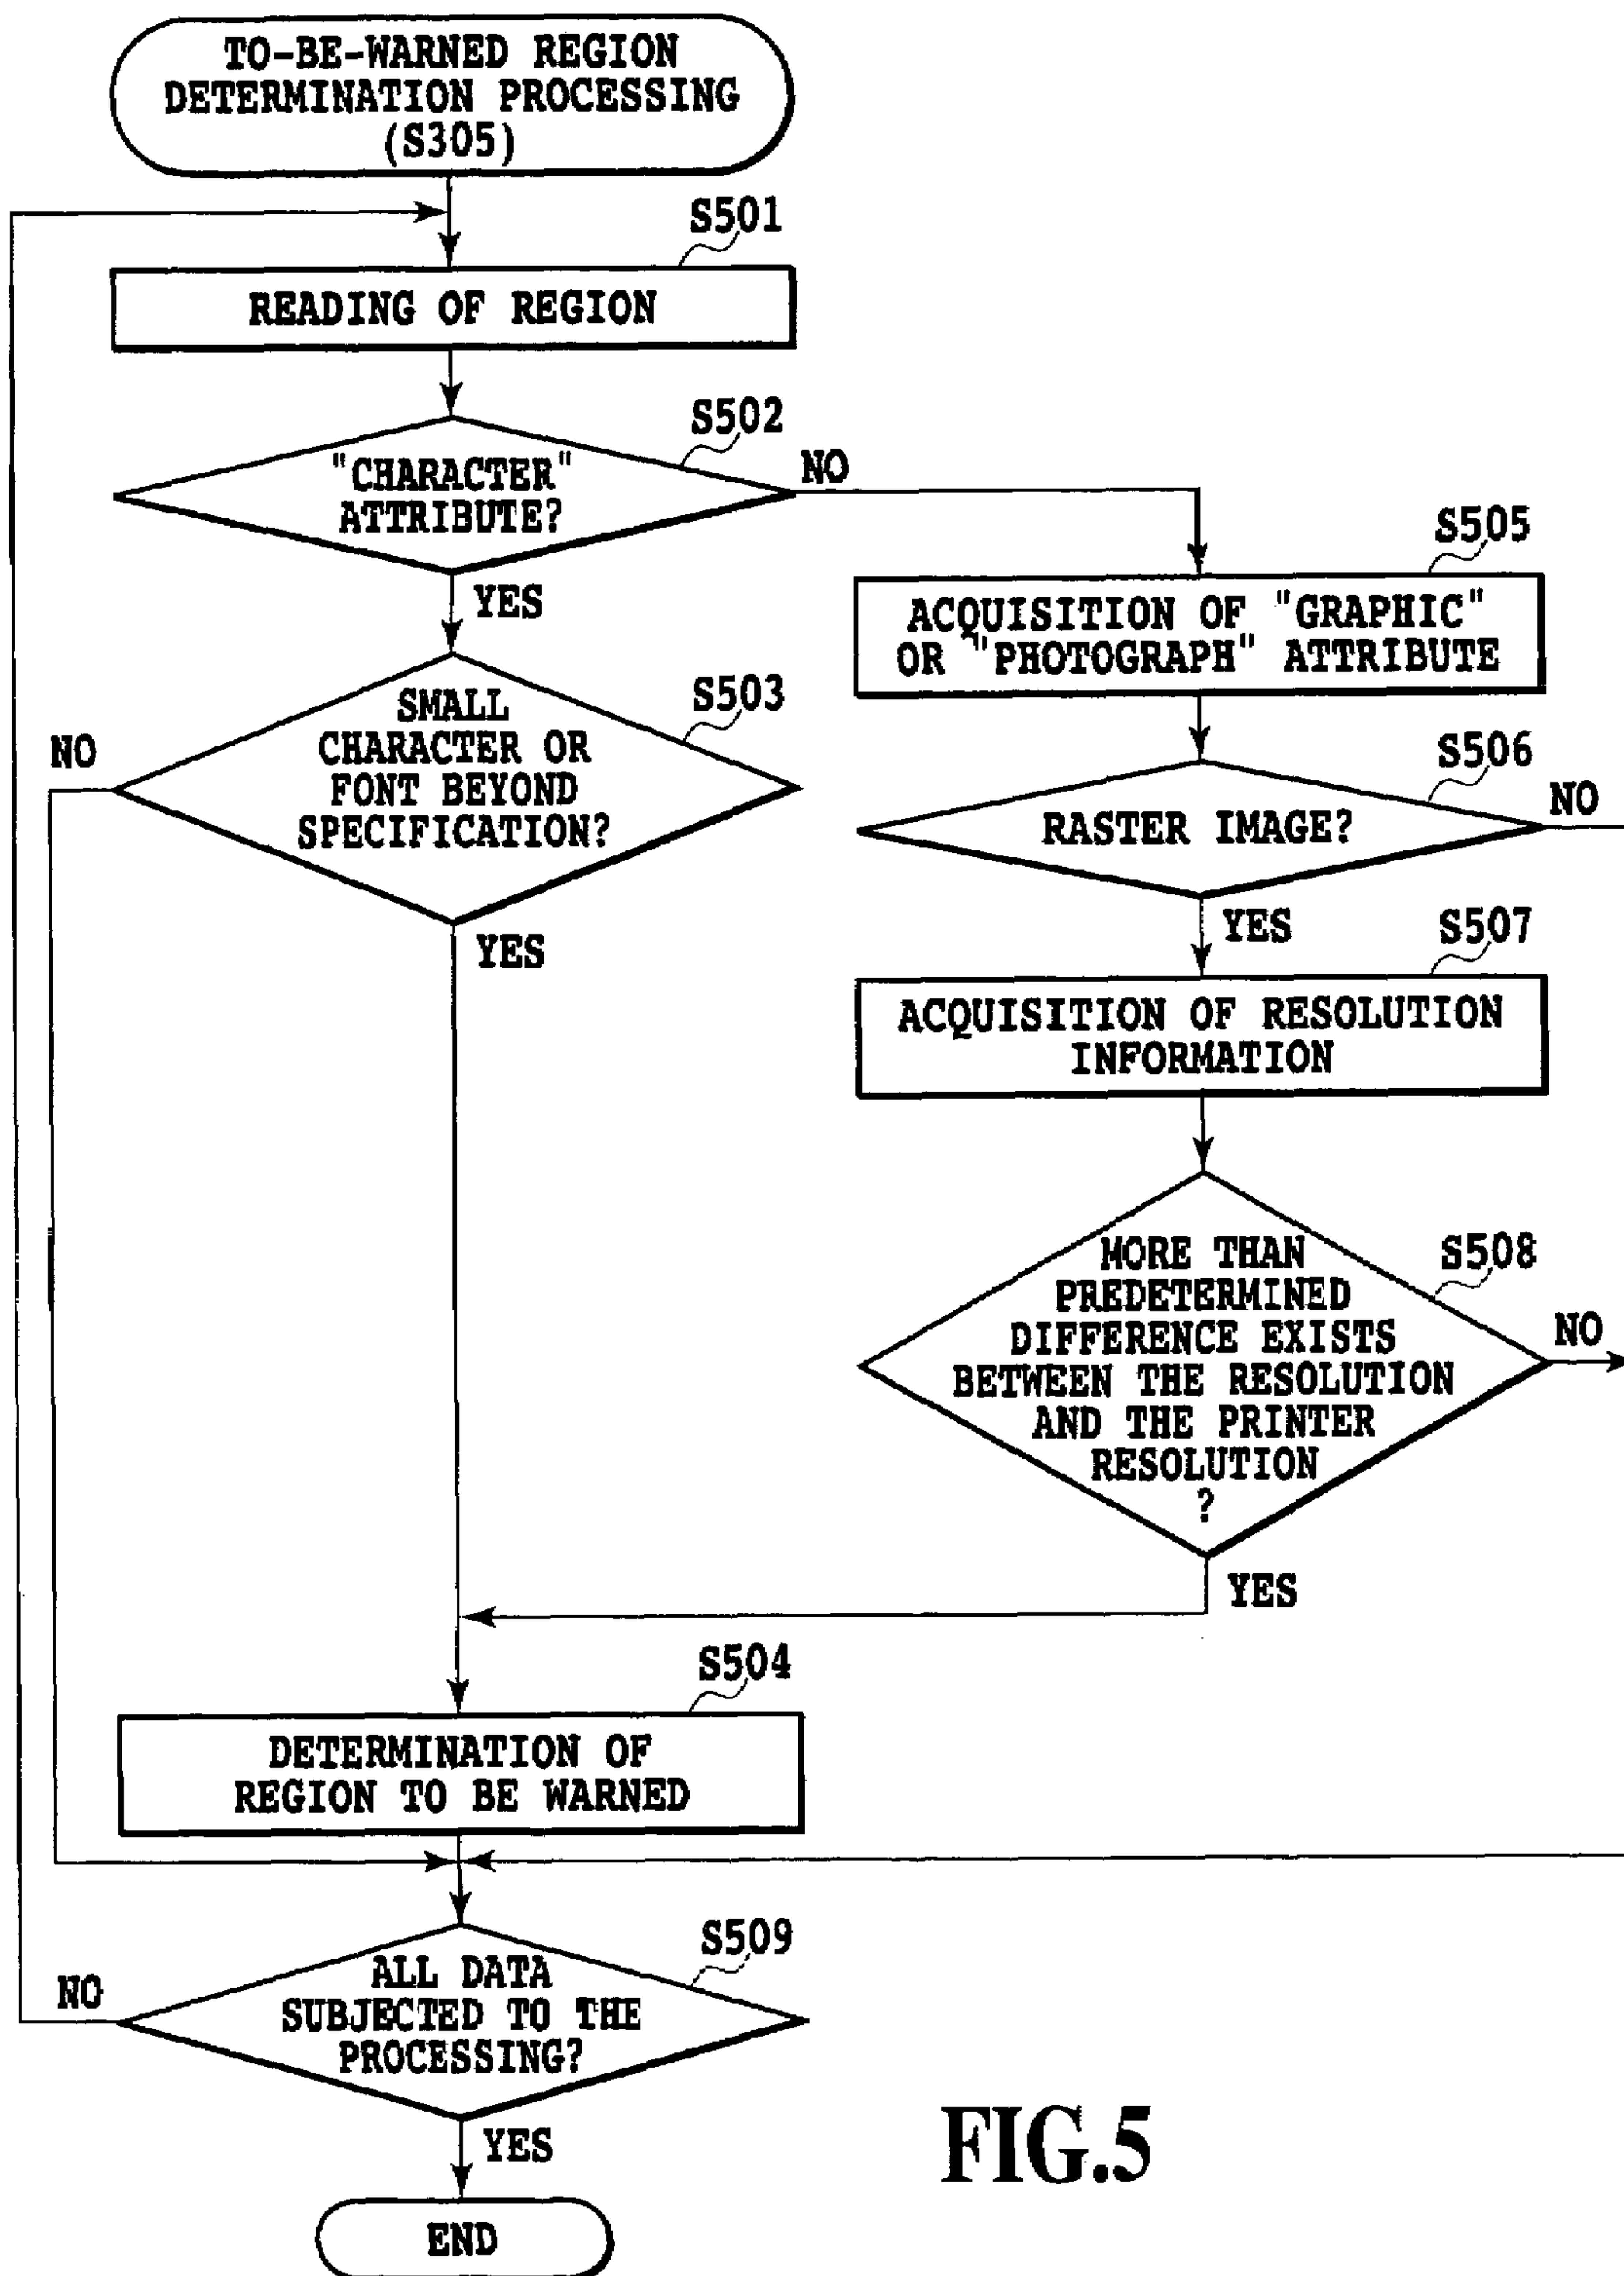 TO-BE-WARNED REGION
DETERMINATION PROCESSING
(S305)
S501
READING OF REGION
S502
"CHARACTER"
ATTRIBUTE?
NO
YES
S505
ACQUISITION OF "GRAPHIC"
OR "PHOTOGRAPH" ATTRIBUTE
S503
SMALL
CHARACTER OR
FONT BEYOND
SPECIFICATION?
NO
YES
S506
RASTER IMAGE?
NO
YES
S507
ACQUISITION OF RESOLUTION
INFORMATION
S508
MORE THAN
PREDETERMINED
DIFFERENCE EXISTS
BETWEEN THE RESOLUTION
AND THE PRINTER
RESOLUTION
?
NO
YES
S504
DETERMINATION OF
REGION TO BE WARNED
S509
ALL DATA
SUBJECTED TO THE
PROCESSING?
NO
YES
END
FIG.5